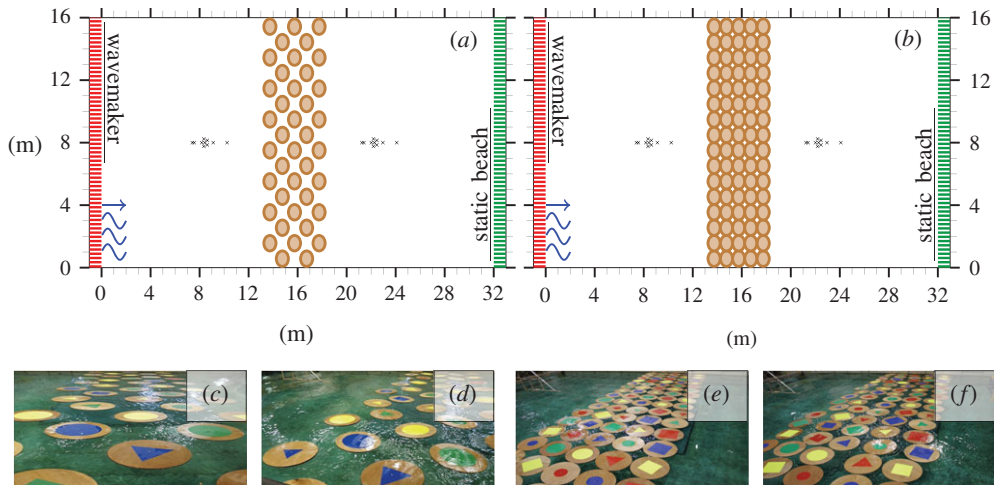 16
12
8
4
0
(m)
wavemaker
(a)
static beach
0 4 8 12 16 20 24 28 32
(m)
wavemaker
(b)
static beach
16
12
8
4
0
0 4 8 12 16 20 24 28 32
(m)
(c)
(d)
(e)
(f)